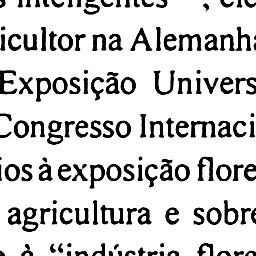 s inteligentes”, ele
icultor na Alemanha
Exposição Univers
Congresso Internaci
ios à exposição flore
agricultura e sobre
o à “indústria flore